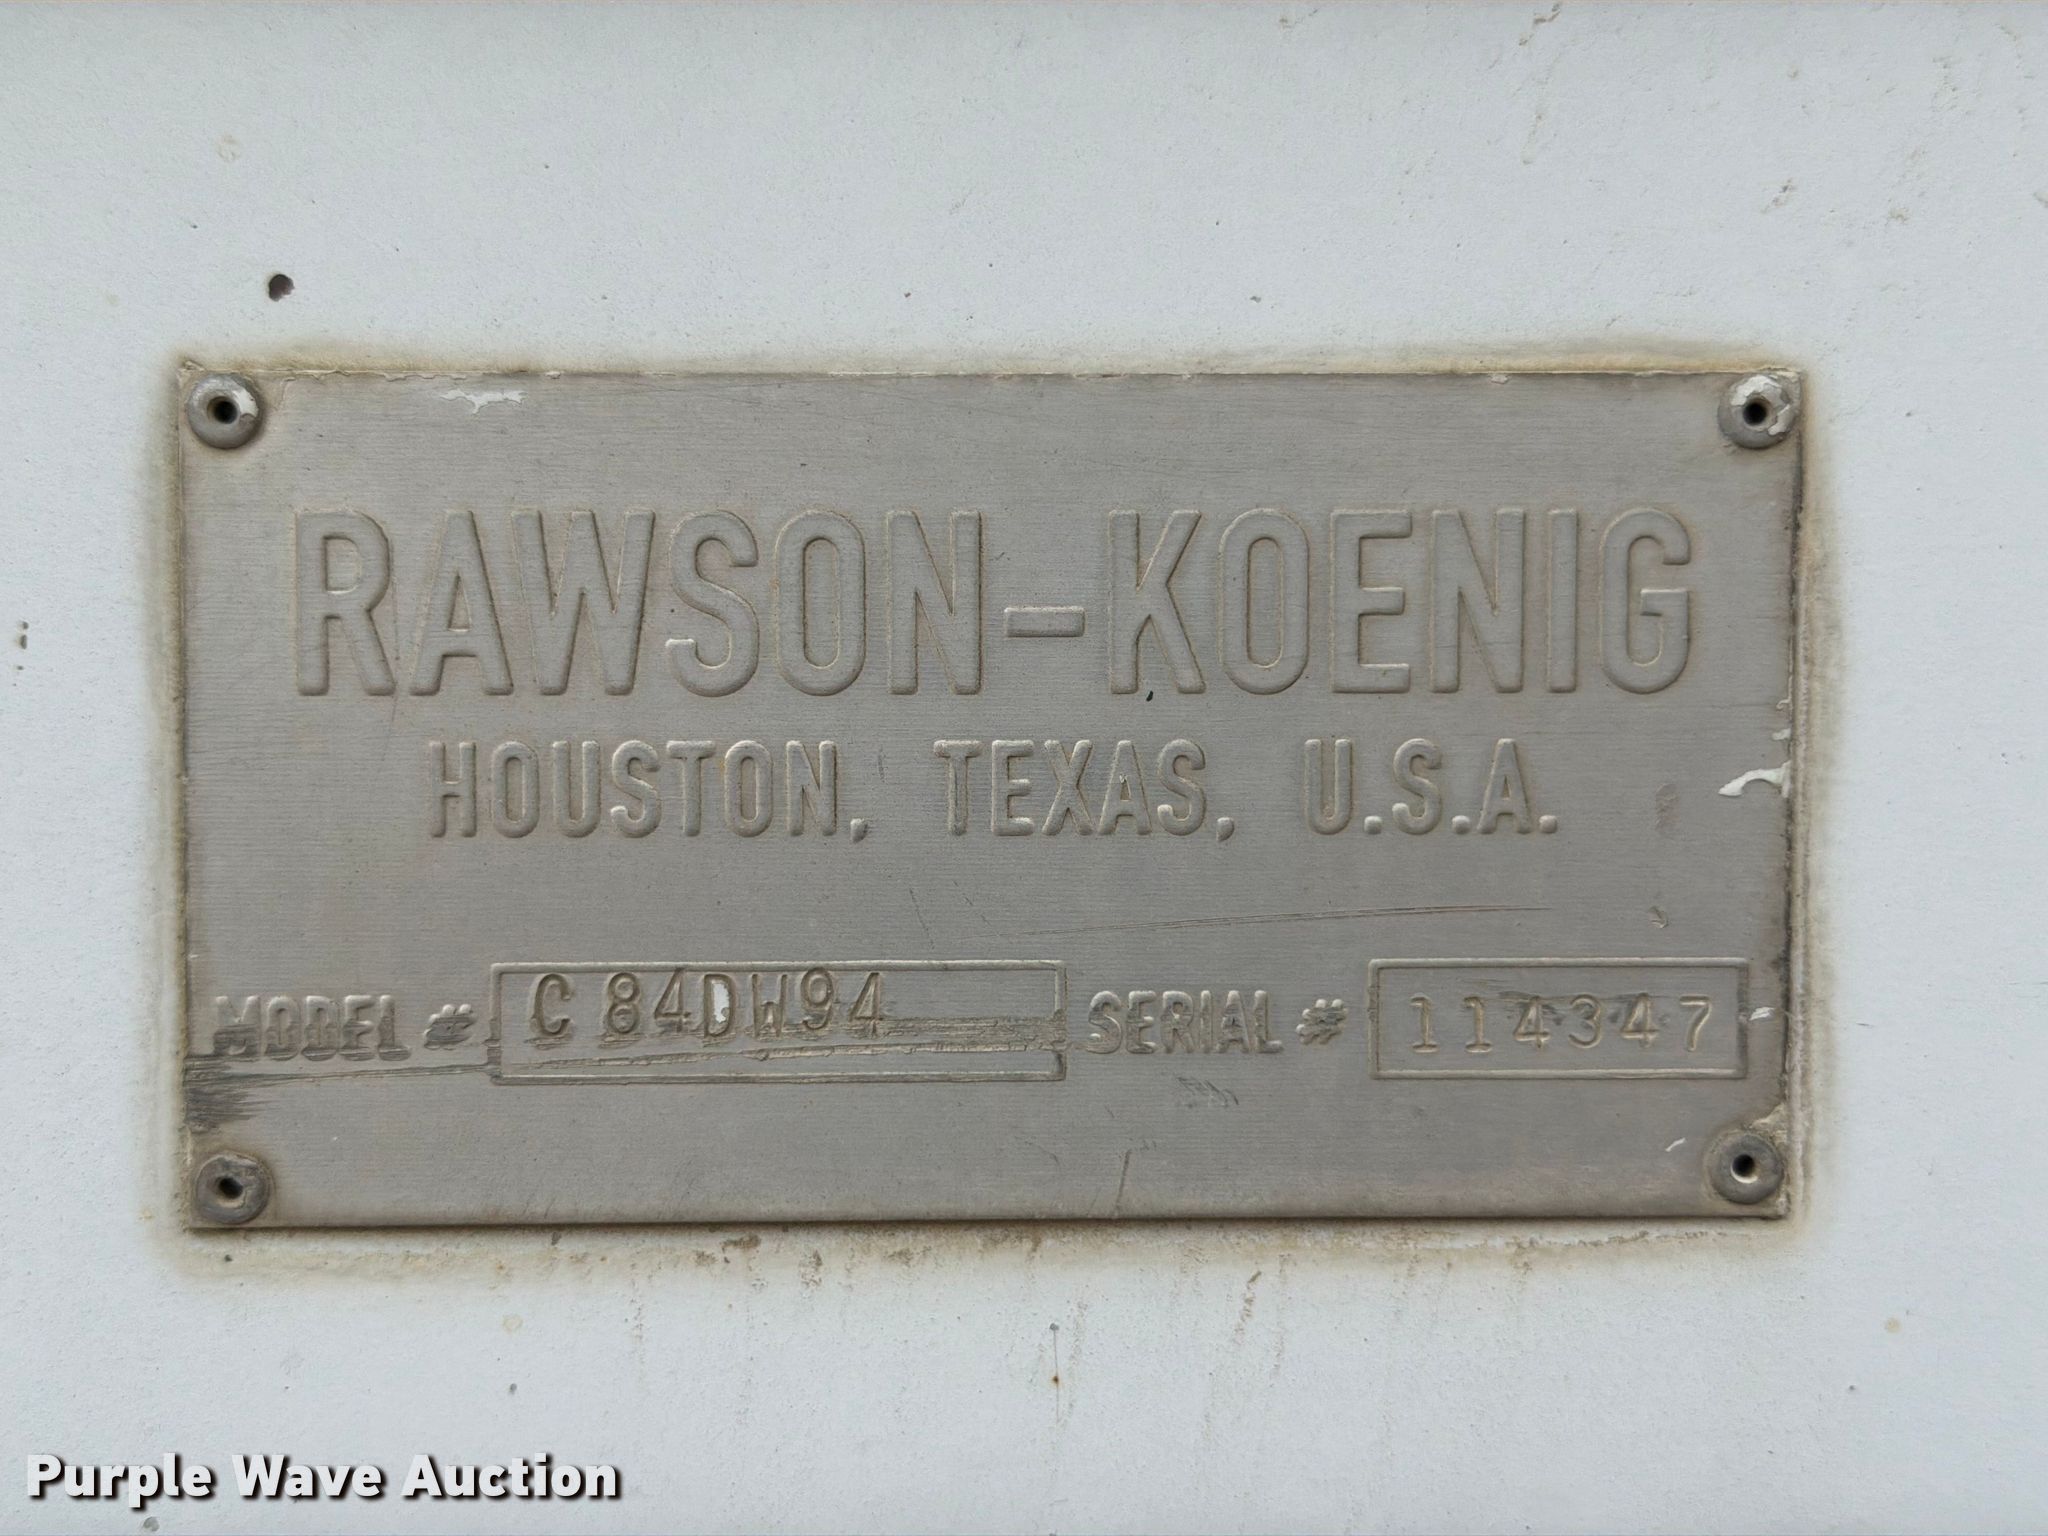 RAWSON-KOENIG
HOUSTON, TEXAS, U.S.A.
MODEL # C 84DW94 SERIAL # 114347
Purple Wave Auction